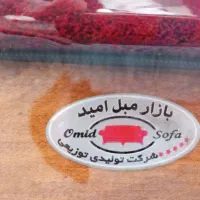 بازار مبل امید
Omid Sofa
شرکت تولیدی توزیعی